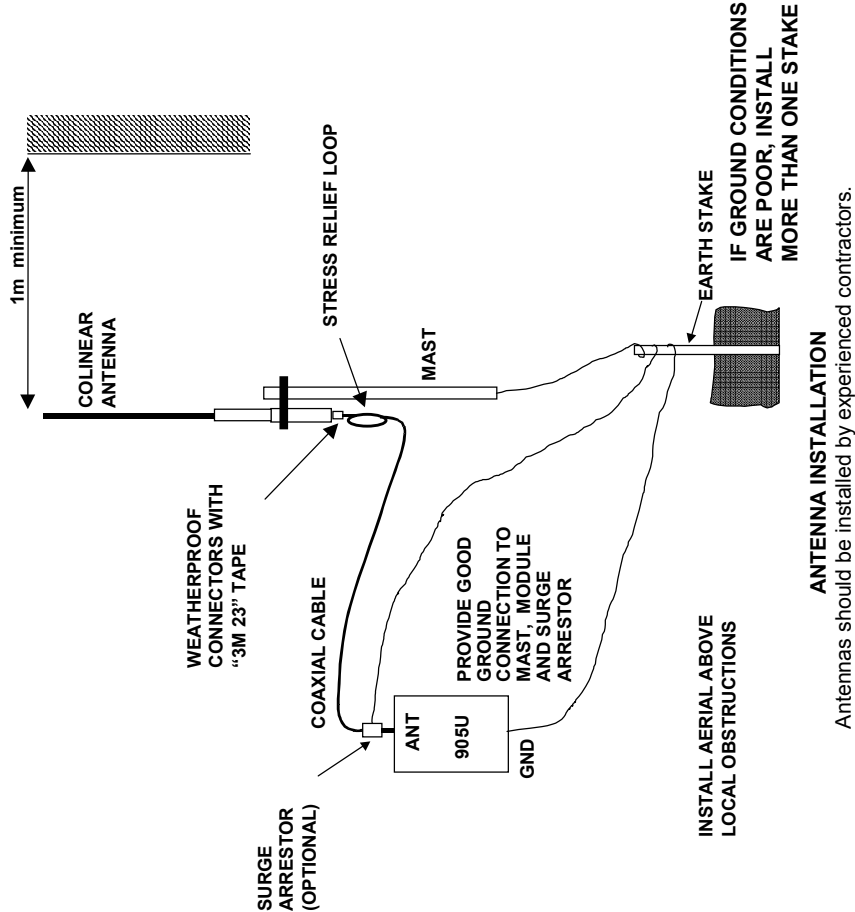 1m  minimum
COLINEAR
ANTENNA
WEATHERPROOF
CONNECTORS WITH
“3M 23” TAPE
STRESS RELIEF LOOP
COAXIAL CABLE
MAST
SURGE
ARRESTOR
(OPTIONAL)
ANT
905U
GND
PROVIDE GOOD
GROUND
CONNECTION TO
MAST,  MODULE
AND SURGE
ARRESTOR
EARTH STAKE
INSTALL AERIAL ABOVE
LOCAL OBSTRUCTIONS
IF GROUND CONDITIONS
ARE POOR, INSTALL
MORE THAN ONE STAKE
ANTENNA INSTALLATION
Antennas should be installed by experienced contractors.